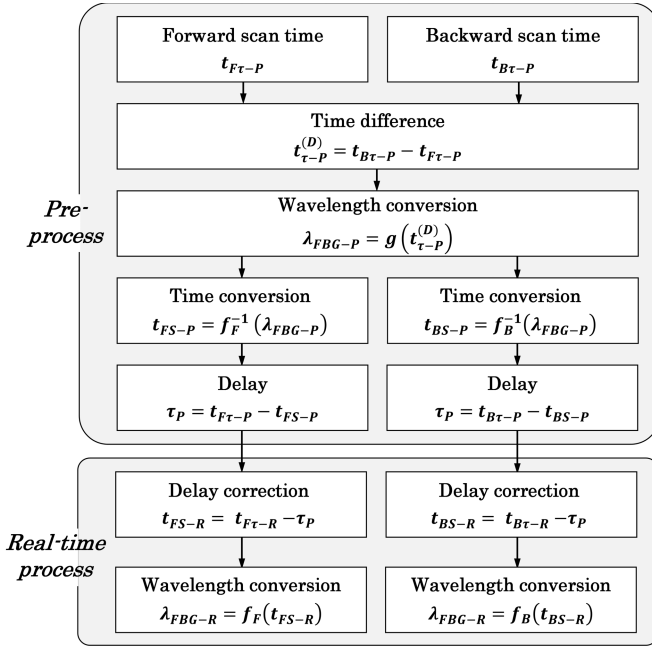 Forward scan time
t_{Fτ−P}
Backward scan time
t_{Bτ−P}
Time difference
t_{τ−P}^{(D)} = t_{Bτ−P} − t_{Fτ−P}
Pre-
process
Wavelength conversion
λ_{FBG−P} = g(t_{τ−P}^{(D)})
Time conversion
t_{FS−P} = f_F^{−1}(λ_{FBG−P})
Time conversion
t_{BS−P} = f_B^{−1}(λ_{FBG−P})
Delay
τ_P = t_{Fτ−P} − t_{FS−P}
Delay
τ_P = t_{Bτ−P} − t_{BS−P}
Real-time
process
Delay correction
t_{FS−R} = t_{Fτ−R} − τ_P
Delay correction
t_{BS−R} = t_{Bτ−R} − τ_P
Wavelength conversion
λ_{FBG−R} = f_F(t_{FS−R})
Wavelength conversion
λ_{FBG−R} = f_B(t_{BS−R})